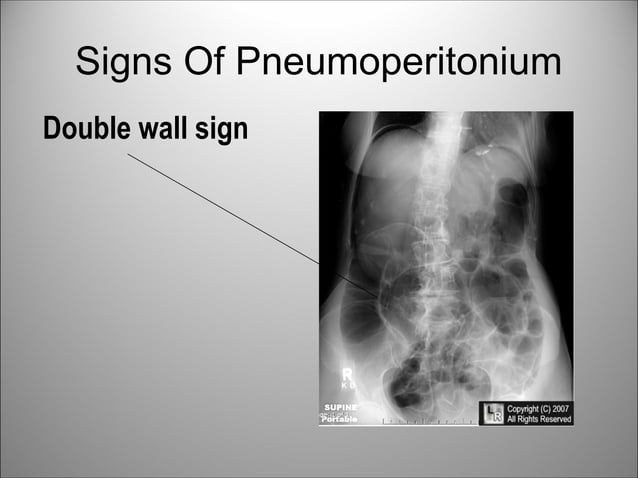 Signs Of Pneumoperitonium
Double wall sign
R
K B
SUPINE
Portable
L
R
Copyright (C) 2007
All Rights Reserved